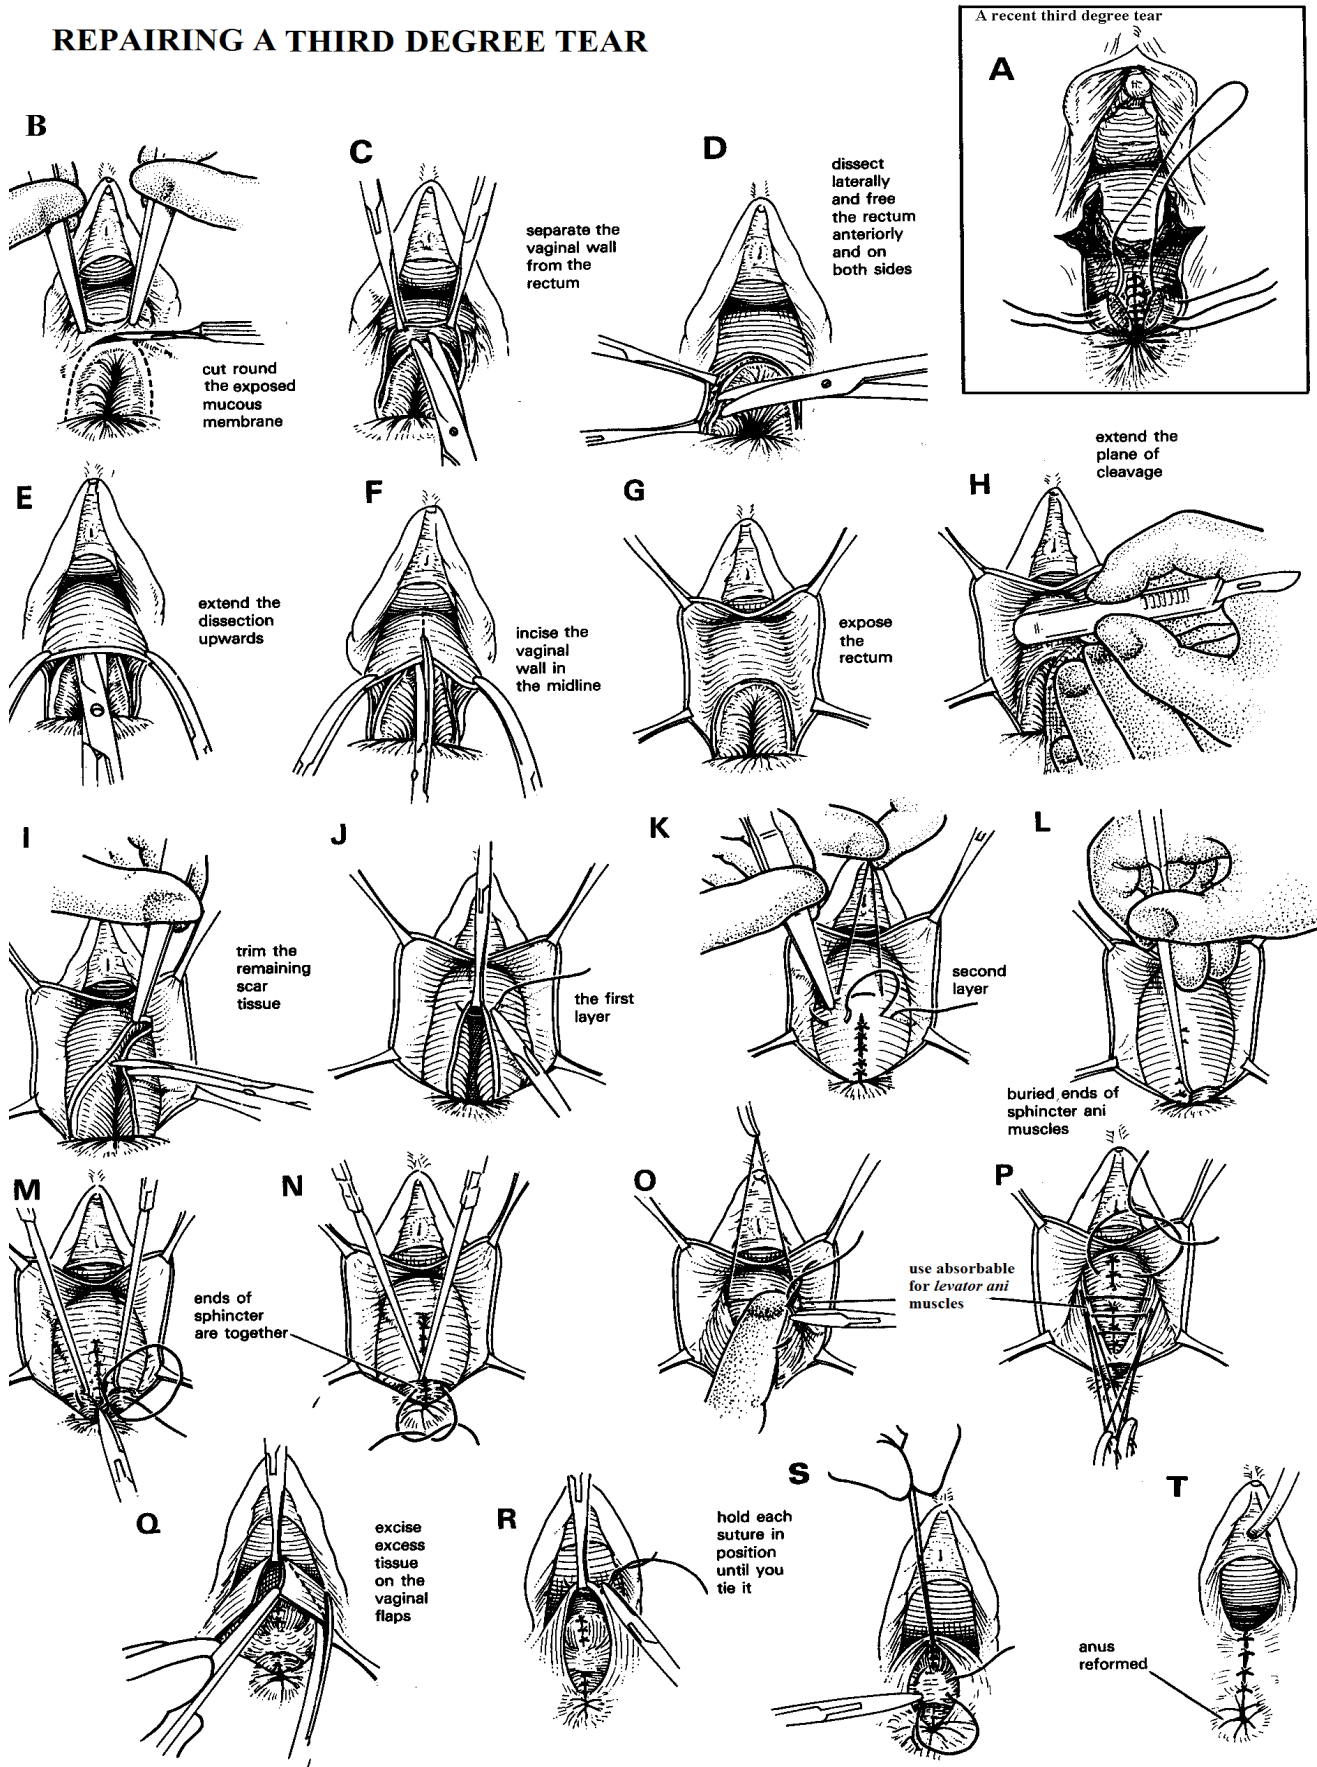 REPAIRING A THIRD DEGREE TEAR
A recent third degree tear
A
B
cut round
the exposed
mucous
membrane
C
separate the
vaginal wall
from the
rectum
D
dissect
laterally
and free
the rectum
anteriorly
and on
both sides
E
extend the
dissection
upwards
F
incise the
vaginal
wall in
the midline
G
expose
the
rectum
H
extend the
plane of
cleavage
I
trim the
remaining
scar
tissue
J
the first
layer
K
second
layer
L
buried ends of
sphincter ani
muscles
M
ends of
sphincter
are together
N
O
use absorbable
for levator ani
muscles
P
Q
excise
excess
tissue
on the
vaginal
flaps
R
hold each
suture in
position
until you
tie it
S
T
anus
reformed